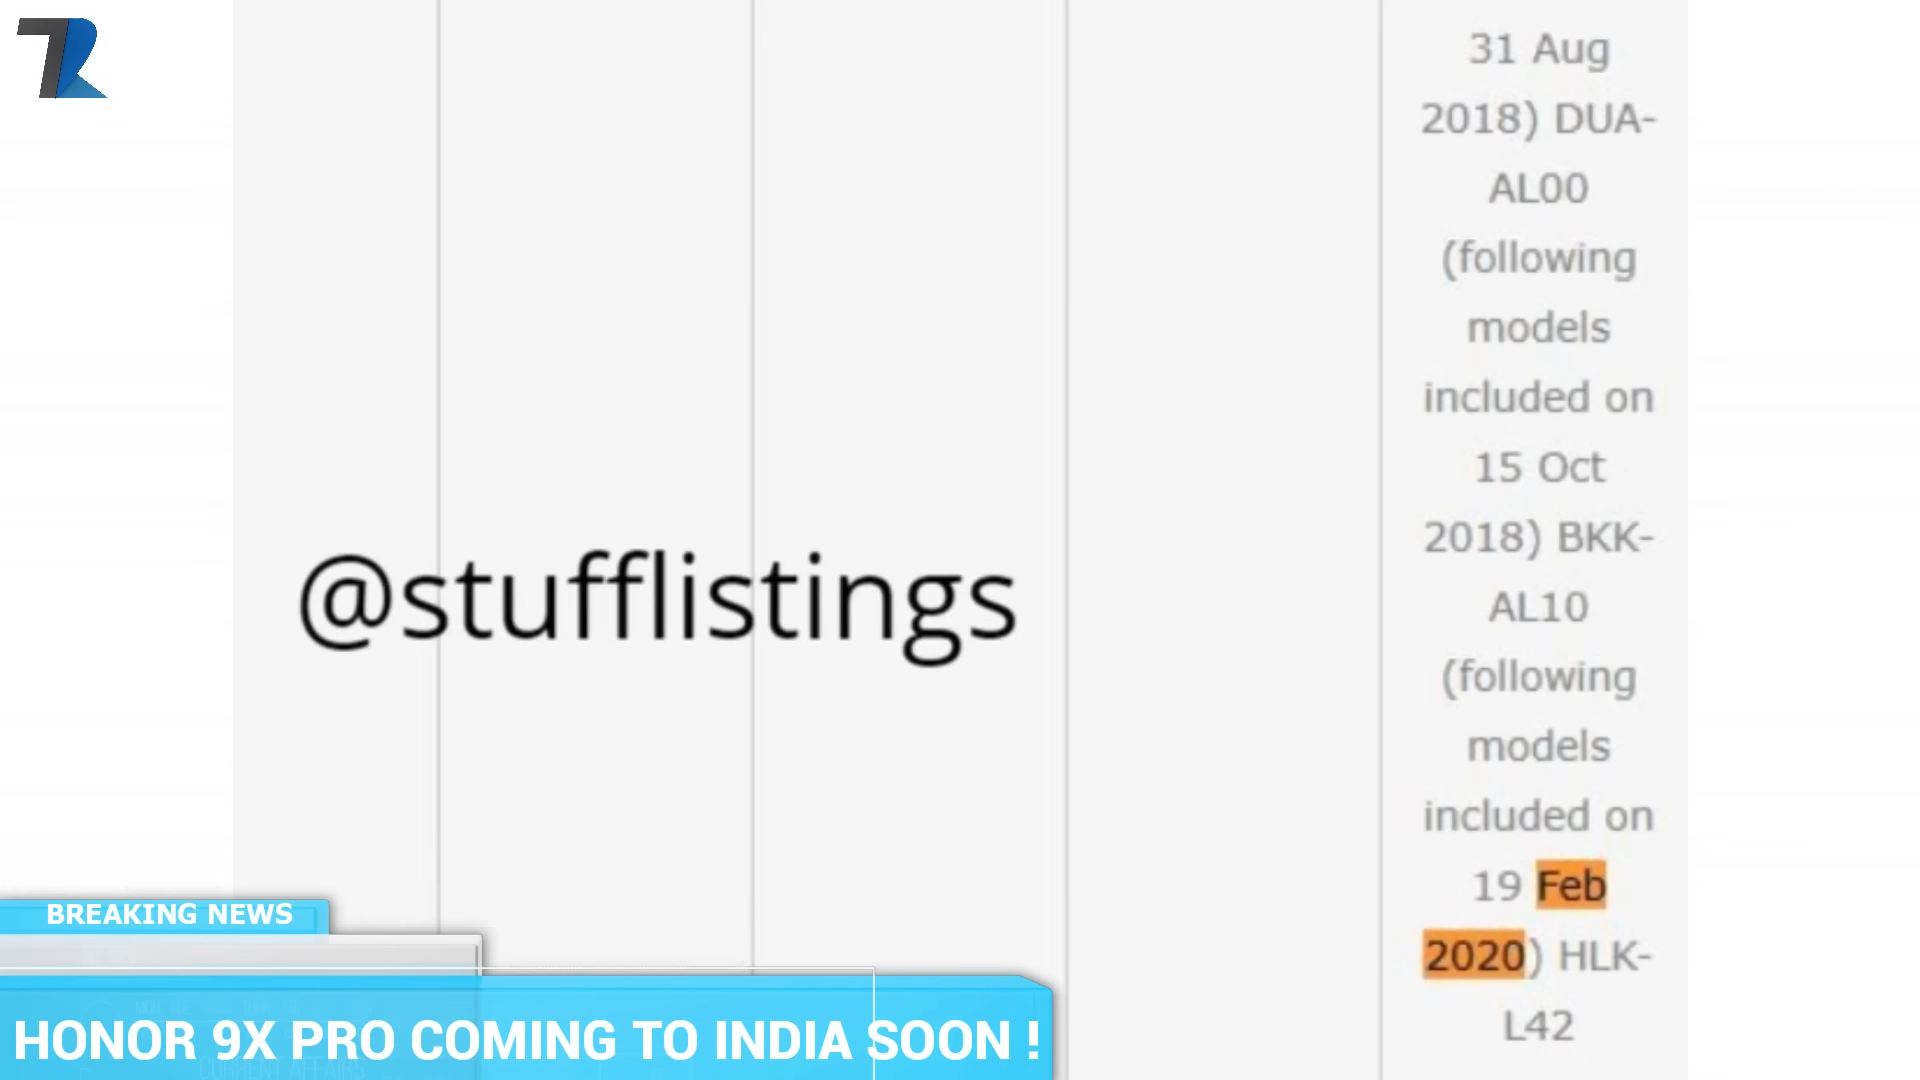 31 Aug
2018) DUA-
AL00
(following
models
included on
15 Oct
2018) BKK-
AL10
(following
models
included on
19 Feb
2020) HLK-
L42
@stufflistings
BREAKING NEWS
HONOR 9X PRO COMING TO INDIA SOON !